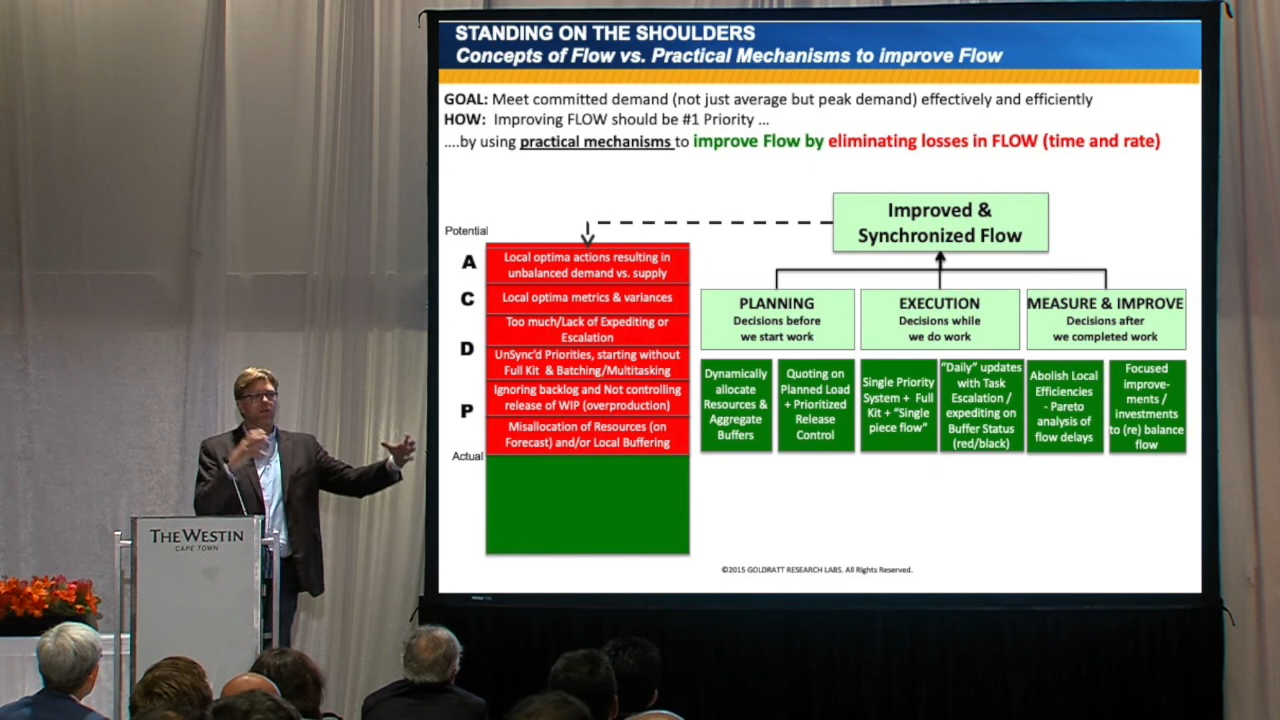 STANDING ON THE SHOULDERS
Concepts of Flow vs. Practical Mechanisms to improve Flow
GOAL: Meet committed demand (not just average but peak demand) effectively and efficiently
HOW: Improving FLOW should be #1 Priority ...
....by using practical mechanisms to improve Flow by eliminating losses in FLOW (time and rate)
Improved &
Synchronized Flow
Potential
A
Local optima actions resulting in
unbalanced demand vs. supply
C
Local optima metrics & variances
D
Too much/Lack of Expediting or
Escalation
UnSync'd Priorities, starting without
Full Kit & Batching/Multitasking
P
Ignoring backlog and Not controlling
release of WIP (overproduction)
Misallocation of Resources (on
Forecast) and/or Local Buffering
Actual
PLANNING
Decisions before
we start work
EXECUTION
Decisions while
we do work
MEASURE & IMPROVE
Decisions after
we completed work
Dynamically
allocate
Resources &
Aggregate
Buffers
Quoting on
Planned Load
+ Prioritized
Release
Control
Single Priority
System + Full
Kit + "Single
piece flow"
"Daily" updates
with Task
Escalation /
expediting on
Buffer Status
(red/black)
Abolish Local
Efficiencies
- Pareto
analysis of
flow delays
Focused
improve-
ments /
investments
to (re) balance
flow
©2015 GOLDRATT RESEARCH LABS. All Rights Reserved.
THE WESTIN
CAPE TOWN